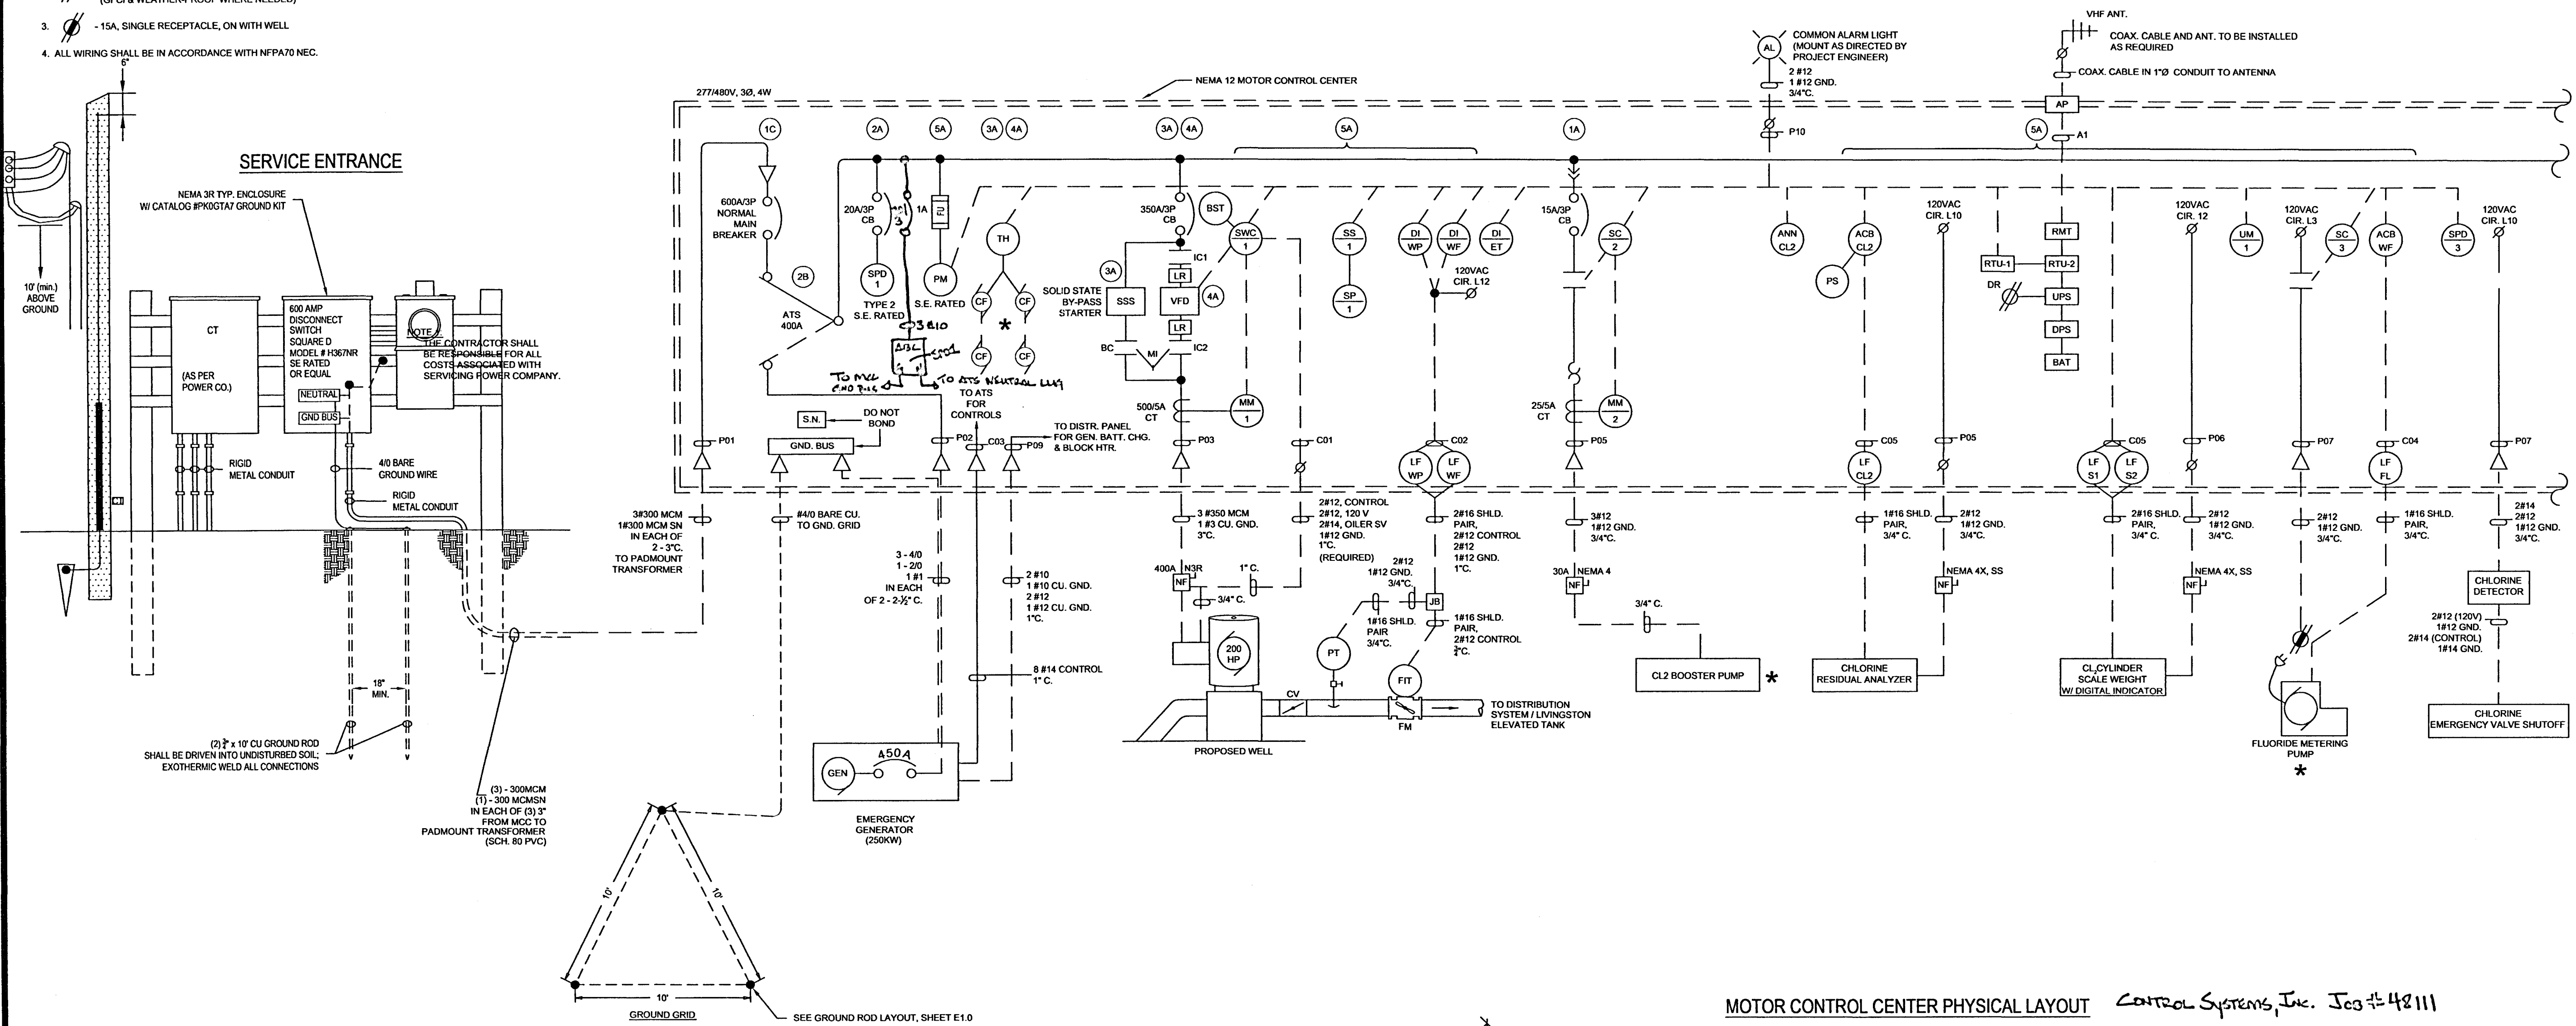 (GFCI & WEATHER-PROOF WHERE NEEDED)
3. - 15A, SINGLE RECEPTACLE, ON WITH WELL
4. ALL WIRING SHALL BE IN ACCORDANCE WITH NFPA70 NEC.
6"
10' (min.)
ABOVE
GROUND
SERVICE ENTRANCE
NEMA 3R TYP. ENCLOSURE
W/ CATALOG #PK0GTA7 GROUND KIT
CT
(AS PER
POWER CO.)
600 AMP
DISCONNECT
SWITCH
SQUARE D
MODEL # H367NR
SE RATED
OR EQUAL
NEUTRAL
GND BUS
NOTE
THE CONTRACTOR SHALL
BE RESPONSIBLE FOR ALL
COSTS ASSOCIATED WITH
SERVICING POWER COMPANY.
RIGID
METAL CONDUIT
4/0 BARE
GROUND WIRE
RIGID
METAL CONDUIT
18"
MIN.
(2) ¾" x 10' CU GROUND ROD
SHALL BE DRIVEN INTO UNDISTURBED SOIL;
EXOTHERMIC WELD ALL CONNECTIONS
(3) - 300MCM
(1) - 300 MCMSN
IN EACH OF (3) 3"
FROM MCC TO
PADMOUNT TRANSFORMER
(SCH. 80 PVC)
277/480V, 3Ø, 4W
NEMA 12 MOTOR CONTROL CENTER
1C
2A
5A
3A
4A
3A
4A
5A
1A
5A
600A/3P
NORMAL
MAIN
BREAKER
2B
ATS
400A
20A/3P
CB
SPD
1
TYPE 2
S.E. RATED
3#10
ABC
SPD1
G
N
TO MCC
GND BUS
TO ATS NEUTRAL LUG
1A
FU
PM
S.E. RATED
TH
CF
CF
CF
CF
*
TO ATS
FOR
CONTROLS
S.N.
DO NOT
BOND
GND. BUS
P01
P02
C03
P09
TO DISTR. PANEL
FOR GEN. BATT. CHG.
& BLOCK HTR.
3#300 MCM
1#300 MCM SN
IN EACH OF
2 - 3"C.
TO PADMOUNT
TRANSFORMER
#4/0 BARE CU.
TO GND. GRID
3 - 4/0
1 - 2/0
1 #1
IN EACH
OF 2 - 2-½" C.
2 #10
1 #10 CU. GND.
2 #12
1 #12 CU. GND.
1"C.
8 #14 CONTROL
1" C.
GEN
450A
EMERGENCY
GENERATOR
(250KW)
10'
10'
10'
GROUND GRID
SEE GROUND ROD LAYOUT, SHEET E1.0
350A/3P
CB
3A
SOLID STATE
BY-PASS
STARTER
SSS
IC1
LR
VFD
4A
LR
BC
MI
IC2
500/5A
CT
MM
1
P03
BST
SWC
1
C01
3 #350 MCM
1 #3 CU. GND.
3"C.
2#12, CONTROL
2#12, 120 V
2#14, OILER SV
1#12 GND.
1"C.
(REQUIRED)
400A
N3R
NF
1" C.
3/4" C.
200
HP
PROPOSED WELL
CV
SS
1
SP
1
DI
WP
DI
WF
DI
ET
120VAC
CIR. L12
C02
LF
WP
LF
WF
2#16 SHLD.
PAIR,
2#12 CONTROL
2#12
1#12 GND.
1"C.
2#12
1#12 GND.
3/4"C.
JB
1#16 SHLD.
PAIR
3/4"C.
1#16 SHLD.
PAIR,
2#12 CONTROL
¾"C.
PT
FIT
FM
TO DISTRIBUTION
SYSTEM / LIVINGSTON
ELEVATED TANK
15A/3P
CB
SC
2
25/5A
CT
MM
2
P05
3#12
1#12 GND.
3/4"C.
30A
NEMA 4
NF
3/4" C.
CL2 BOOSTER PUMP
*
AL
COMMON ALARM LIGHT
(MOUNT AS DIRECTED BY
PROJECT ENGINEER)
2 #12
1 #12 GND.
3/4"C.
P10
VHF ANT.
COAX. CABLE AND ANT. TO BE INSTALLED
AS REQUIRED
COAX. CABLE IN 1"Ø CONDUIT TO ANTENNA
AP
A1
ANN
CL2
ACB
CL2
PS
C05
LF
CL2
1#16 SHLD.
PAIR,
3/4" C.
CHLORINE
RESIDUAL ANALYZER
120VAC
CIR. L10
P05
2#12
1#12 GND.
3/4"C.
NEMA 4X, SS
NF
RMT
RTU-1
RTU-2
DR
UPS
DPS
BAT
C05
LF
S1
LF
S2
2#16 SHLD.
PAIR,
3/4" C.
CL2CYLINDER
SCALE WEIGHT
W/ DIGITAL INDICATOR
120VAC
CIR. 12
P06
2#12
1#12 GND.
3/4"C.
NEMA 4X, SS
NF
UM
1
120VAC
CIR. L3
SC
3
P07
2#12
1#12 GND.
3/4"C.
FLUORIDE METERING
PUMP
*
ACB
WF
C04
LF
FL
1#16 SHLD.
PAIR,
3/4" C.
SPD
3
120VAC
CIR. L10
P07
2#14
2#12
1#12 GND.
3/4"C.
CHLORINE
DETECTOR
2#12 (120V)
1#12 GND.
2#14 (CONTROL)
1#14 GND.
CHLORINE
EMERGENCY VALVE SHUTOFF
MOTOR CONTROL CENTER PHYSICAL LAYOUT
CONTROL SYSTEMS, INC. JOB # 48111